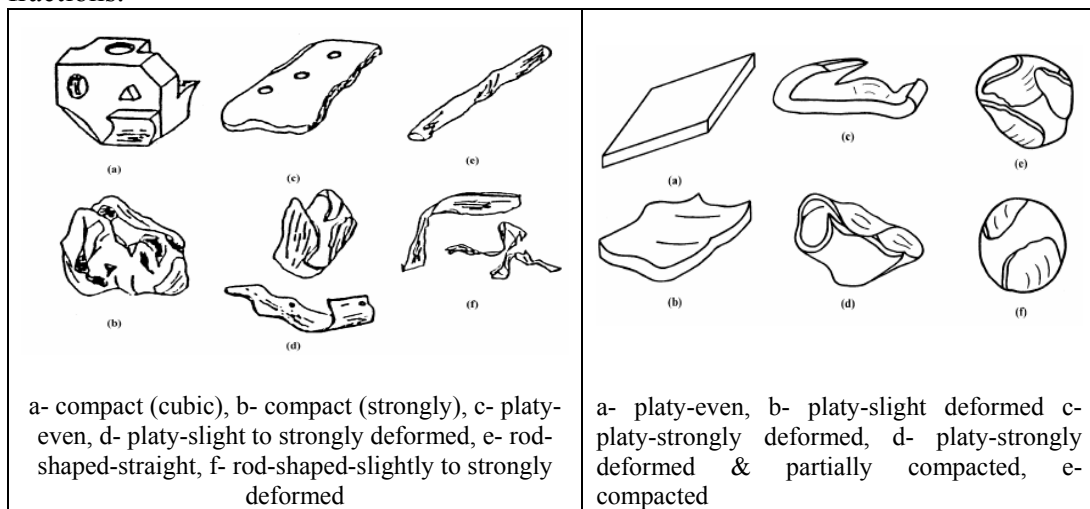 (a)
(c)
(e)
(b)
(d)
(f)
a- compact (cubic), b- compact (strongly), c- platy-
even, d- platy-slight to strongly deformed, e- rod-
shaped-straight, f- rod-shaped-slightly to strongly
deformed
(a)
(c)
(e)
(b)
(d)
(f)
a- platy-even, b- platy-slight deformed c-
platy-strongly deformed, d- platy-strongly
deformed & partially compacted, e-
compacted